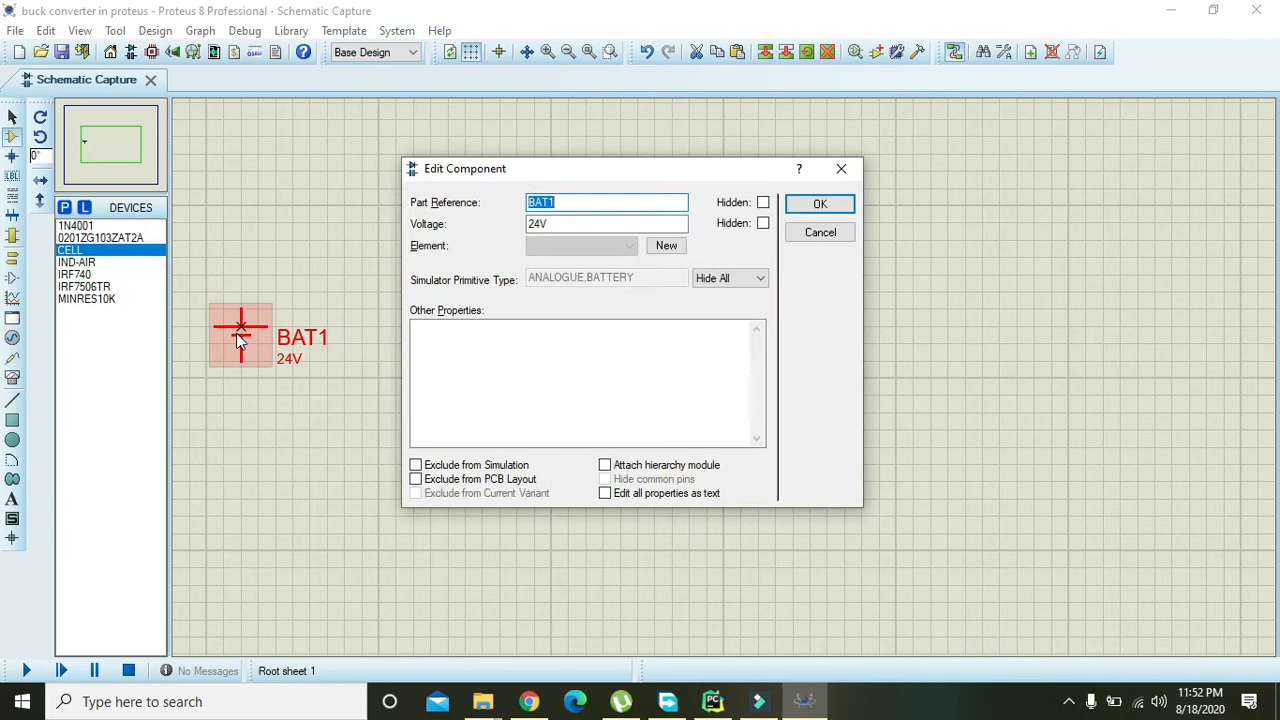 buck converter in proteus - Proteus 8 Professional - Schematic Capture
File Edit View Tool Design Graph Debug Library Template System Help
Base Design
Schematic Capture
0°
LBL
P L DEVICES
1N4001
0201ZG103ZAT2A
CELL
IND-AIR
IRF740
IRF7506TR
MINRES10K
A
S
BAT1
24V
Edit Component
Part Reference: BAT1 Hidden:
Voltage: 24V Hidden:
Element: New
Simulator Primitive Type: ANALOGUE,BATTERY Hide All
Other Properties:
Exclude from Simulation Attach hierarchy module
Exclude from PCB Layout Hide common pins
Exclude from Current Variant Edit all properties as text
OK
Cancel
No Messages Root sheet 1
Type here to search
PC
11:52 PM
8/18/2020